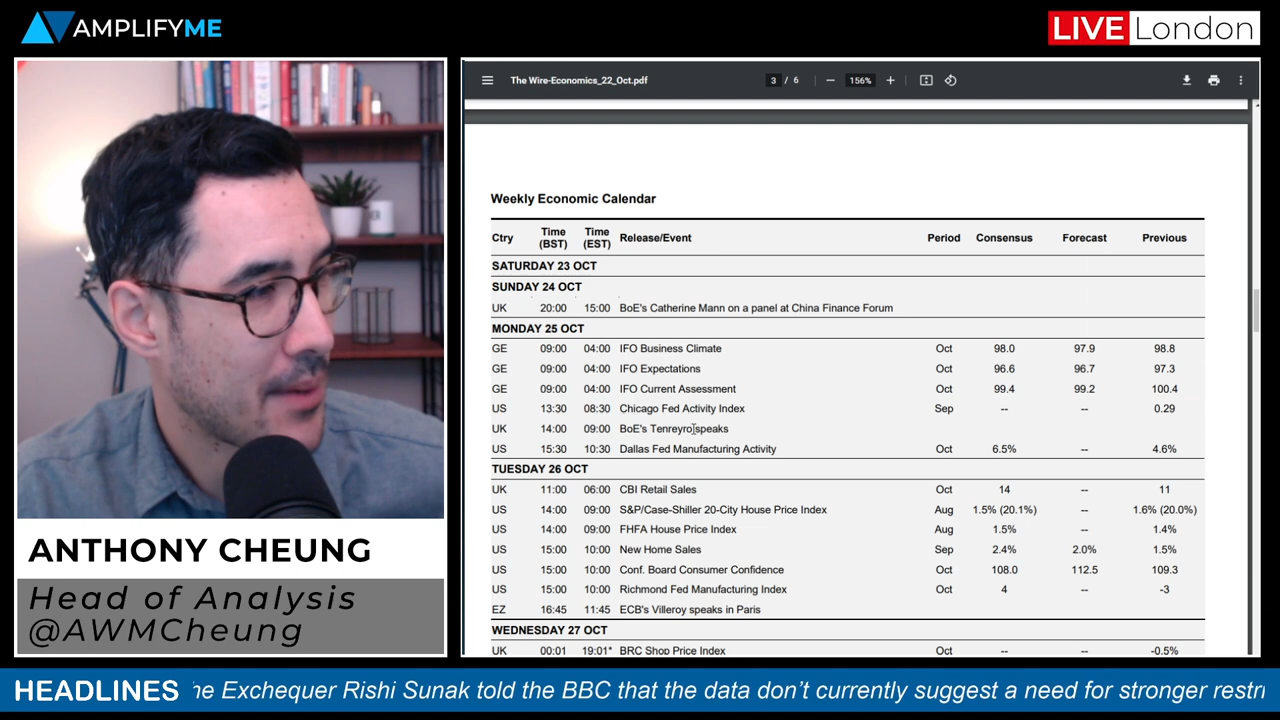 AMPLIFYME
LIVE London
The Wire-Economics_22_Oct.pdf 3 / 6 156%
Weekly Economic Calendar
Ctry Time (BST) Time (EST) Release/Event Period Consensus Forecast Previous
SATURDAY 23 OCT
SUNDAY 24 OCT
UK 20:00 15:00 BoE's Catherine Mann on a panel at China Finance Forum
MONDAY 25 OCT
GE 09:00 04:00 IFO Business Climate Oct 98.0 97.9 98.8
GE 09:00 04:00 IFO Expectations Oct 96.6 96.7 97.3
GE 09:00 04:00 IFO Current Assessment Oct 99.4 99.2 100.4
US 13:30 08:30 Chicago Fed Activity Index Sep -- -- 0.29
UK 14:00 09:00 BoE's Tenreyro speaks
US 15:30 10:30 Dallas Fed Manufacturing Activity Oct 6.5% -- 4.6%
TUESDAY 26 OCT
UK 11:00 06:00 CBI Retail Sales Oct 14 -- 11
US 14:00 09:00 S&P/Case-Shiller 20-City House Price Index Aug 1.5% (20.1%) -- 1.6% (20.0%)
US 14:00 09:00 FHFA House Price Index Aug 1.5% -- 1.4%
US 15:00 10:00 New Home Sales Sep 2.4% 2.0% 1.5%
US 15:00 10:00 Conf. Board Consumer Confidence Oct 108.0 112.5 109.3
US 15:00 10:00 Richmond Fed Manufacturing Index Oct 4 -- -3
EZ 16:45 11:45 ECB's Villeroy speaks in Paris
WEDNESDAY 27 OCT
UK 00:01 19:01* BRC Shop Price Index Oct -- -- -0.5%
ANTHONY CHEUNG
Head of Analysis
@AWMCheung
HEADLINES he Exchequer Rishi Sunak told the BBC that the data don't currently suggest a need for stronger restri